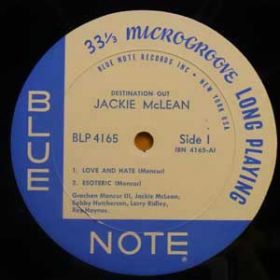 33⅓ MICROGROOVE LONG PLAYING
BLUE NOTE RECORDS INC • NEW YORK USA
DESTINATION OUT
JACKIE McLEAN
BLP 4165
Side 1
(BN 4165-A)
1. LOVE AND HATE (Moncur)
2. ESOTERIC (Moncur)
Grachan Moncur III, Jackie McLean,
Bobby Hutcherson, Larry Ridley,
Roy Haynes.
BLUE
NOTE